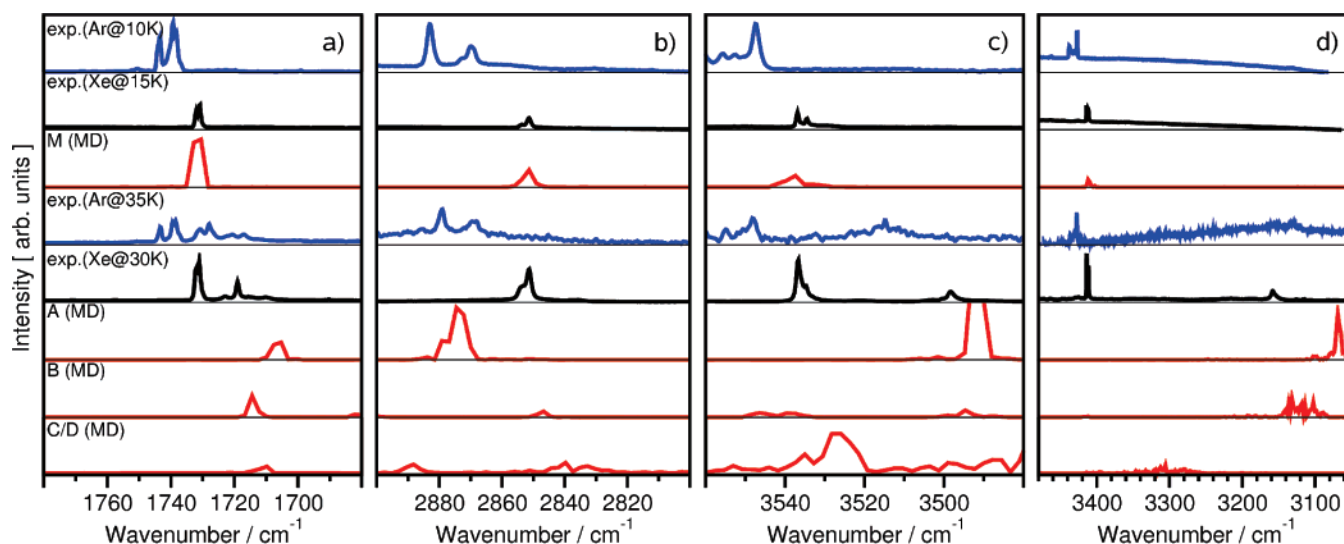 Intensity [ arb. units ]
exp.(Ar@10K)
exp.(Xe@15K)
M (MD)
exp.(Ar@35K)
exp.(Xe@30K)
A (MD)
B (MD)
C/D (MD)
a)
b)
c)
d)
1760 1740 1720 1700
2880 2860 2840 2820
3540 3520 3500
3400 3300 3200 3100
Wavenumber / cm-1
Wavenumber / cm-1
Wavenumber / cm-1
Wavenumber / cm-1